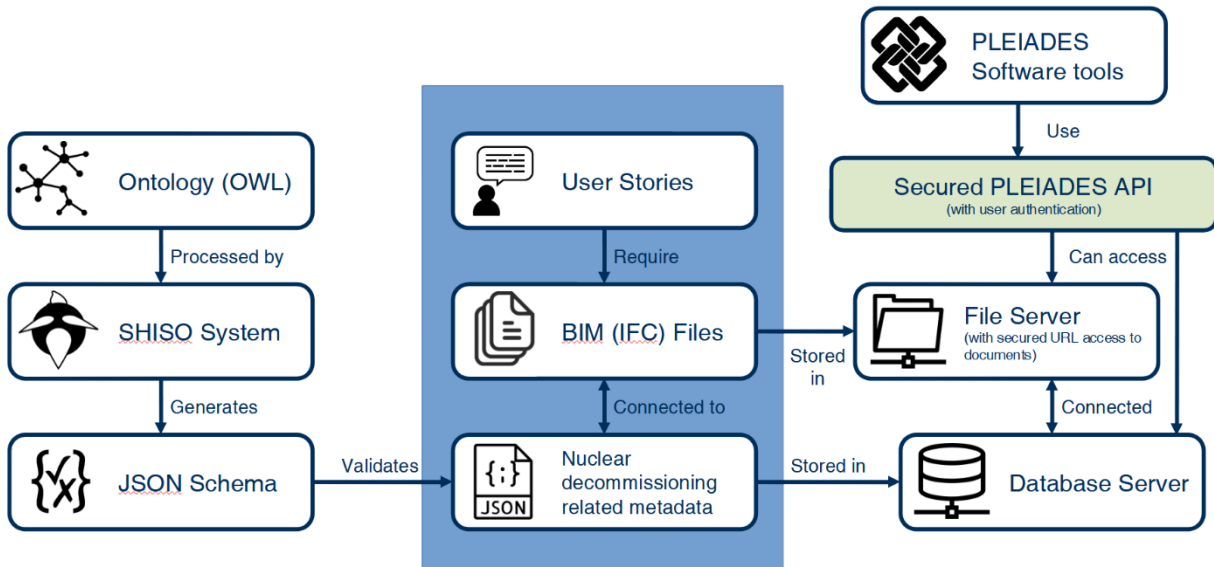 PLEIADES
Software tools
Use
Ontology (OWL)
User Stories
Secured PLEIADES API
(with user authentication)
Processed by
Require
Can access
SHISO System
BIM (IFC) Files
File Server
(with secured URL access to
documents)
Stored
in
Generates
Connected to
Connected
JSON Schema
Validates
{;}
JSON
Nuclear
decommissioning
related metadata
Stored in
Database Server